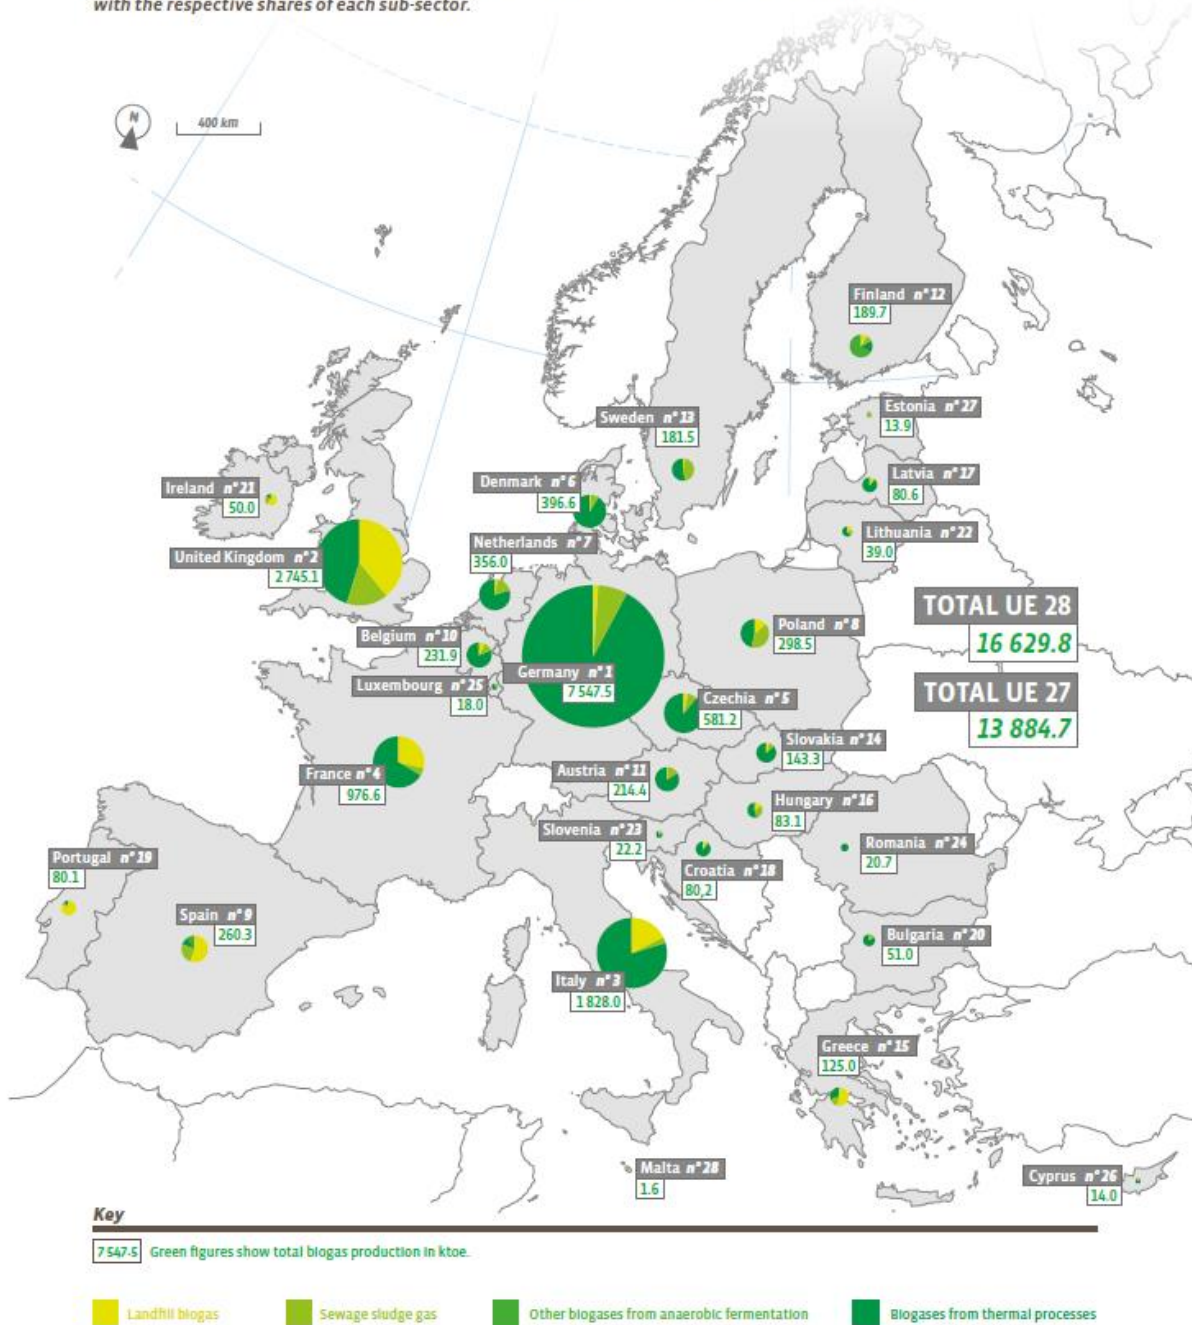 with the respective shares of each sub-sector.
N
400 km
Finland n°12
189.7
Estonia n°27
13.9
Sweden n°13
181.5
Latvia n°17
80.6
Denmark n°6
396.6
Ireland n°21
50.0
Lithuania n°22
39.0
Netherlands n°7
356.0
United Kingdom n°2
2 745.1
TOTAL UE 28
16 629.8
Poland n°8
298.5
Belgium n°10
231.9
Germany n°1
7 547.5
Luxembourg n°25
18.0
TOTAL UE 27
13 884.7
Czechia n°5
581.2
Slovakia n°14
143.3
France n°4
976.6
Austria n°11
214.4
Hungary n°16
83.1
Slovenia n°23
22.2
Romania n°24
20.7
Croatia n°18
80,2
Portugal n°19
80.1
Spain n°9
260.3
Bulgaria n°20
51.0
Italy n°3
1 828.0
Greece n°15
125.0
Malta n°28
1.6
Cyprus n°26
14.0
Key
7 547.5 Green figures show total biogas production in ktoe.
Landfill biogas Sewage sludge gas Other biogases from anaerobic fermentation Biogases from thermal processes